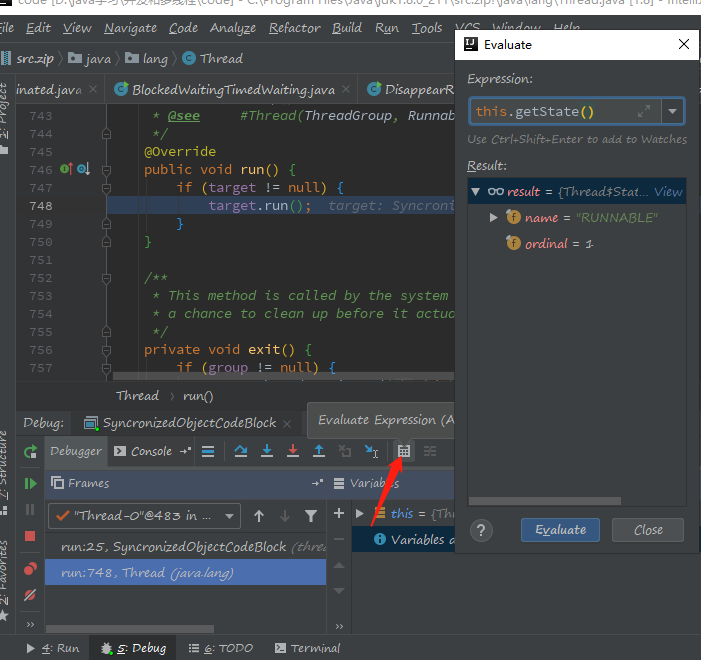 code [D:\java学习\并发和多线程\code] - C:\Program Files\Java\jdk1.8.0_211\src.zip!\java\lang\Thread.java [1.8] - IntelliJ
File Edit View Navigate Code Analyze Refactor Build Run Tools VCS Window Help
src.zip java lang Thread
inated.java BlockedWaitingTimedWaiting.java DisappearR
743 * @see #Thread(ThreadGroup, Runnab
744 */
745 @Override
746 public void run() {
747 if (target != null) {
748 target.run(); target: Syncroni
749 }
750 }
751
752 /**
753 * This method is called by the system
754 * a chance to clean up before it actua
755 */
756 private void exit() {
757 if (group != null) {
Thread run()
Evaluate
Expression:
this.getState()
Use Ctrl+Shift+Enter to add to Watches
Result:
result = {Thread$Stat... View
name = "RUNNABLE"
ordinal = 1
? Evaluate Close
Debug: SyncronizedObjectCodeBlock
Evaluate Expression (A
Debugger Console
Frames Variables
"Thread-0"@483 in ...
this = {Th
run:25, SyncronizedObjectCodeBlock (threa
Variables
run:748, Thread (java.lang)
Project
7: Structure
2: Favorites
4: Run 5: Debug 6: TODO Terminal